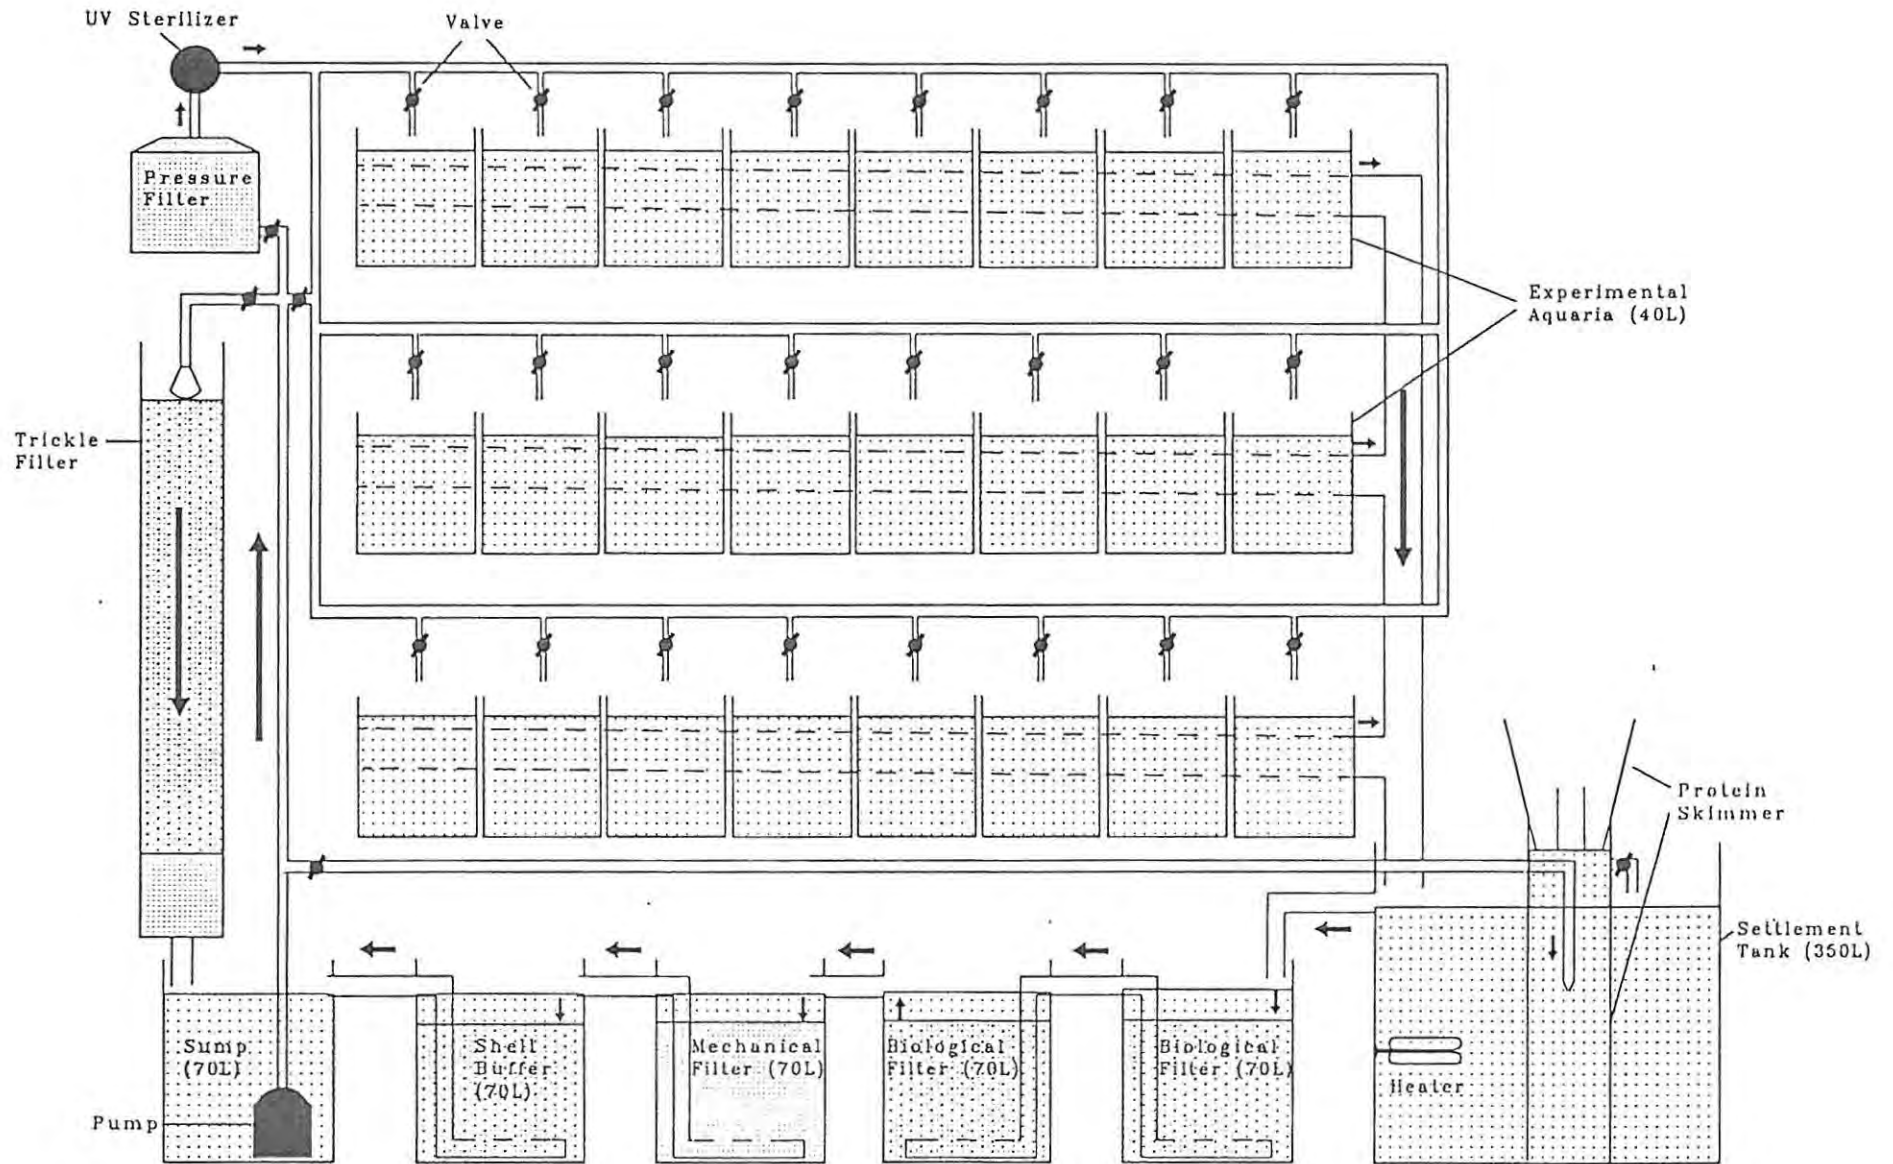 UV Sterilizer
Valve
Pressure
Filter
Experimental
Aquaria (40L)
Trickle
Filter
Protein
Skimmer
Settlement
Tank (350L)
Sump
(70L)
Shell
Buffer
(70L)
Mechanical
Filter (70L)
Biological
Filter (70L)
Biological
Filter (70L)
Heater
Pump